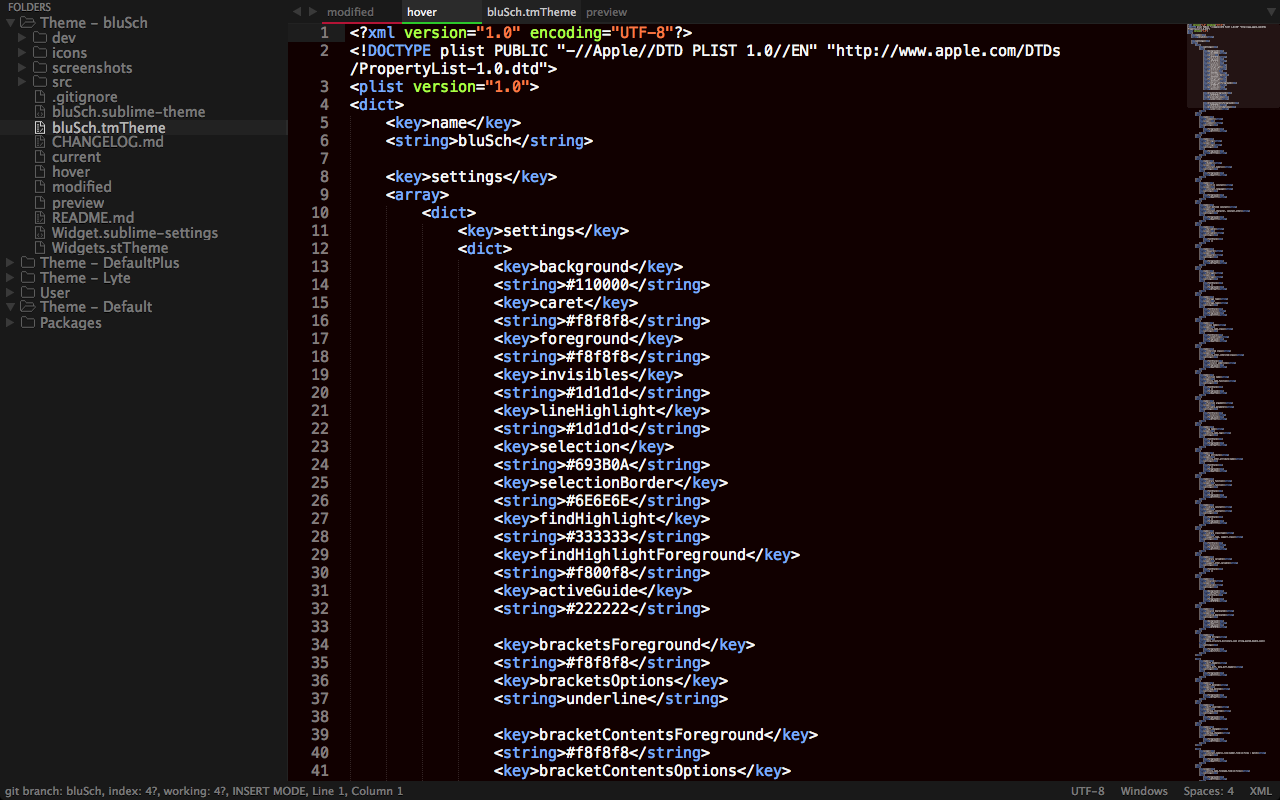 FOLDERS
Theme - bluSch
dev
icons
screenshots
src
.gitignore
bluSch.sublime-theme
bluSch.tmTheme
CHANGELOG.md
current
hover
modified
preview
README.md
Widget.sublime-settings
Widgets.stTheme
Theme - DefaultPlus
Theme - Lyte
User
Theme - Default
Packages
modified hover bluSch.tmTheme preview
1 <?xml version="1.0" encoding="UTF-8"?>
2 <!DOCTYPE plist PUBLIC "-//Apple//DTD PLIST 1.0//EN" "http://www.apple.com/DTDs
/PropertyList-1.0.dtd">
3 <plist version="1.0">
4 <dict>
5 <key>name</key>
6 <string>bluSch</string>
7
8 <key>settings</key>
9 <array>
10 <dict>
11 <key>settings</key>
12 <dict>
13 <key>background</key>
14 <string>#110000</string>
15 <key>caret</key>
16 <string>#f8f8f8</string>
17 <key>foreground</key>
18 <string>#f8f8f8</string>
19 <key>invisibles</key>
20 <string>#1d1d1d</string>
21 <key>lineHighlight</key>
22 <string>#1d1d1d</string>
23 <key>selection</key>
24 <string>#693B0A</string>
25 <key>selectionBorder</key>
26 <string>#6E6E6E</string>
27 <key>findHighlight</key>
28 <string>#333333</string>
29 <key>findHighlightForeground</key>
30 <string>#f800f8</string>
31 <key>activeGuide</key>
32 <string>#222222</string>
33
34 <key>bracketsForeground</key>
35 <string>#f8f8f8</string>
36 <key>bracketsOptions</key>
37 <string>underline</string>
38
39 <key>bracketContentsForeground</key>
40 <string>#f8f8f8</string>
41 <key>bracketContentsOptions</key>
git branch: bluSch, index: 4?, working: 4?, INSERT MODE, Line 1, Column 1 UTF-8 Windows Spaces: 4 XML